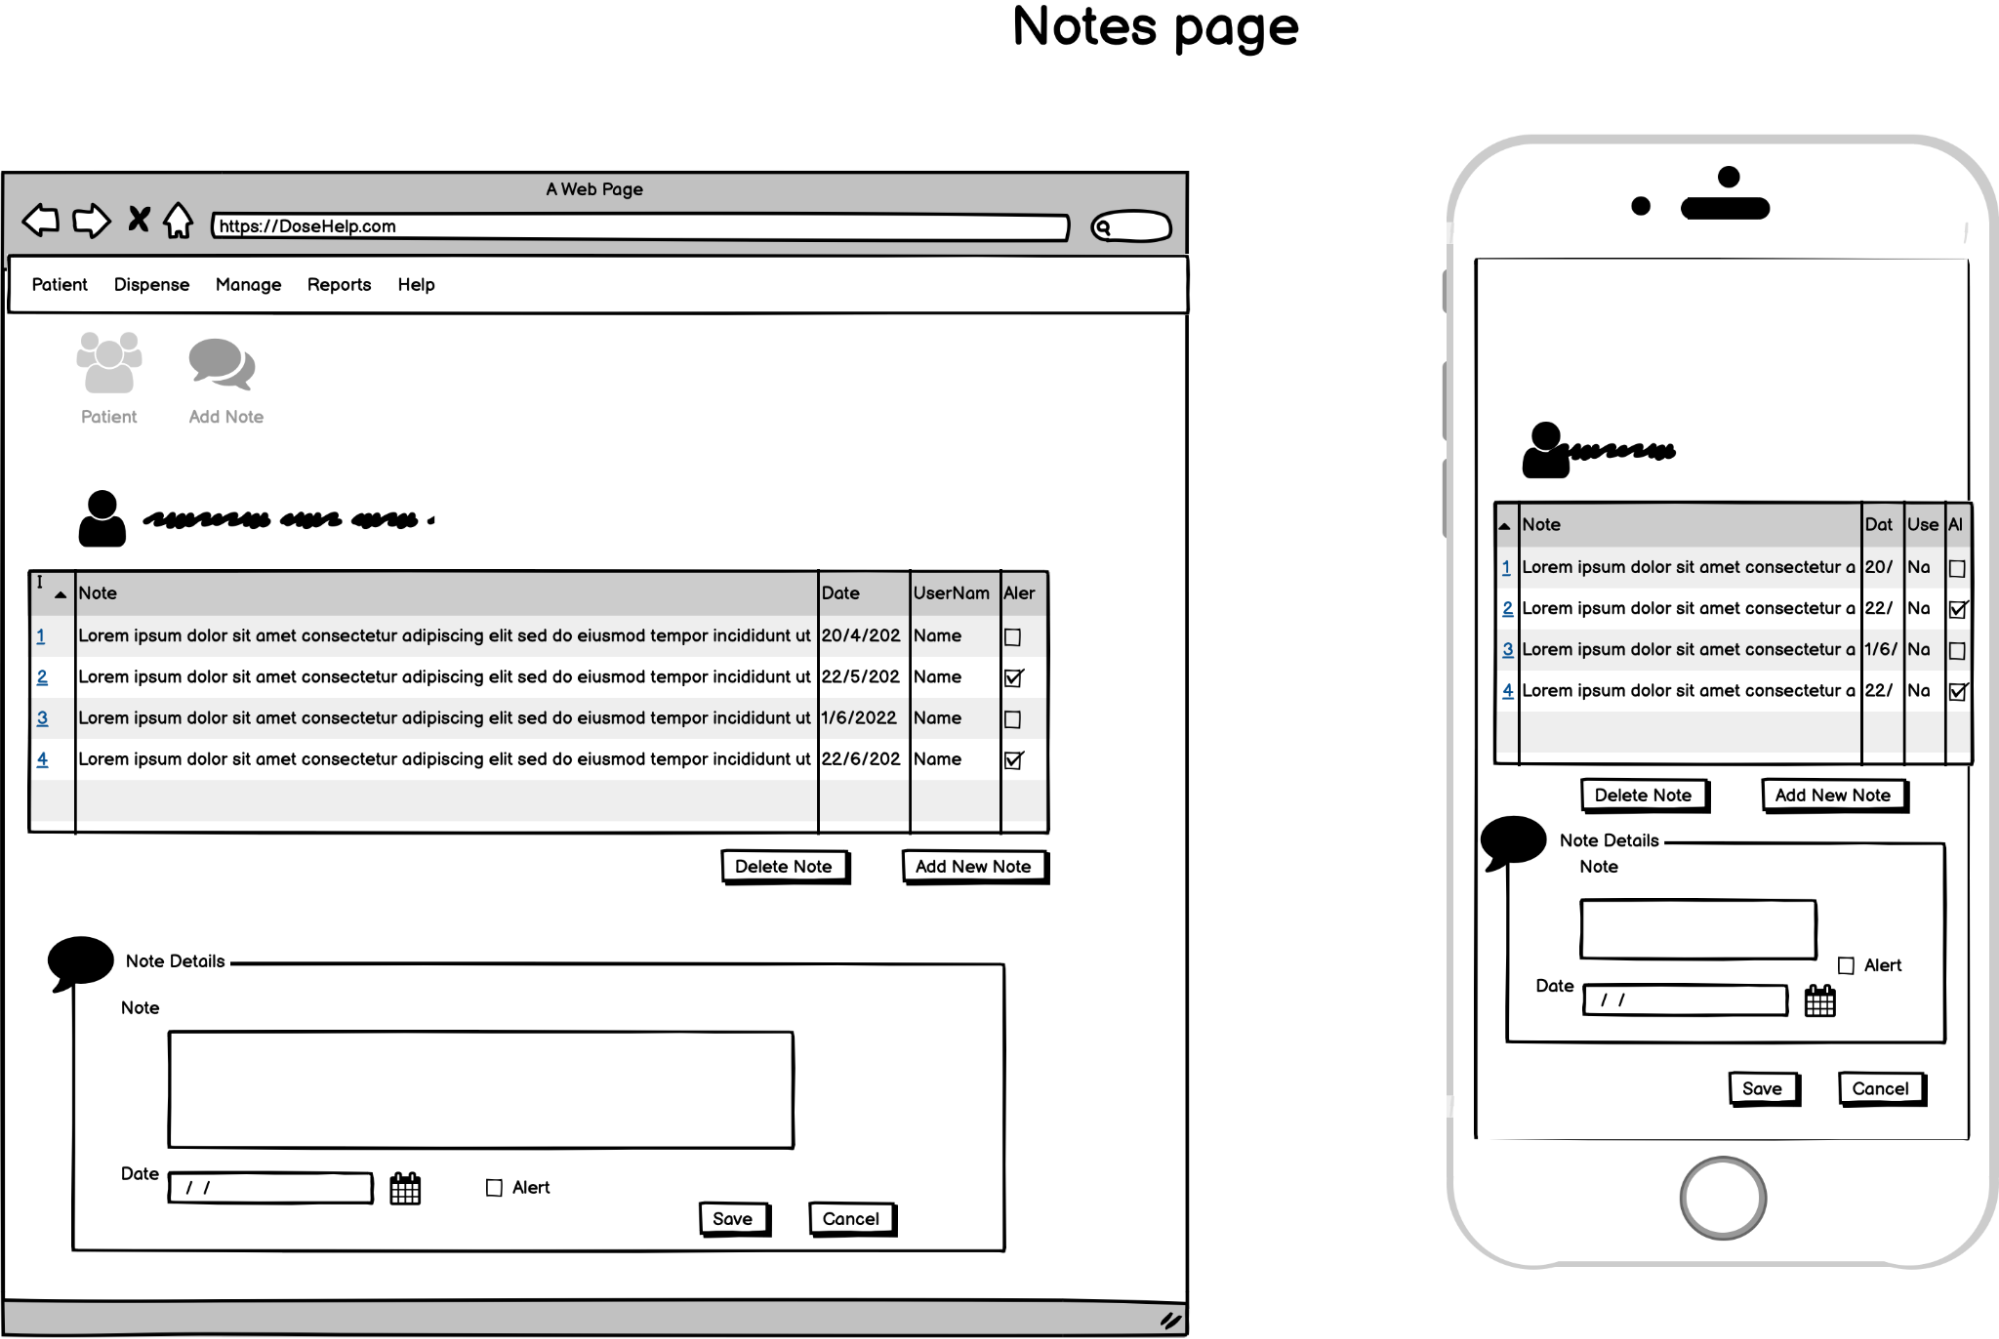 Notes page
A Web Page
https://DoseHelp.com
Patient Dispense Manage Reports Help
Patient Add Note
I Note Date UserNam Aler
1 Lorem ipsum dolor sit amet consectetur adipiscing elit sed do eiusmod tempor incididunt ut 20/4/202 Name
2 Lorem ipsum dolor sit amet consectetur adipiscing elit sed do eiusmod tempor incididunt ut 22/5/202 Name
3 Lorem ipsum dolor sit amet consectetur adipiscing elit sed do eiusmod tempor incididunt ut 1/6/2022 Name
4 Lorem ipsum dolor sit amet consectetur adipiscing elit sed do eiusmod tempor incididunt ut 22/6/202 Name
Delete Note Add New Note
Note Details
Note
Date / / Alert
Save Cancel
Note Dat Use Al
1 Lorem ipsum dolor sit amet consectetur a 20/ Na
2 Lorem ipsum dolor sit amet consectetur a 22/ Na
3 Lorem ipsum dolor sit amet consectetur a 1/6/ Na
4 Lorem ipsum dolor sit amet consectetur a 22/ Na
Delete Note Add New Note
Note Details
Note
Alert
Date / /
Save Cancel